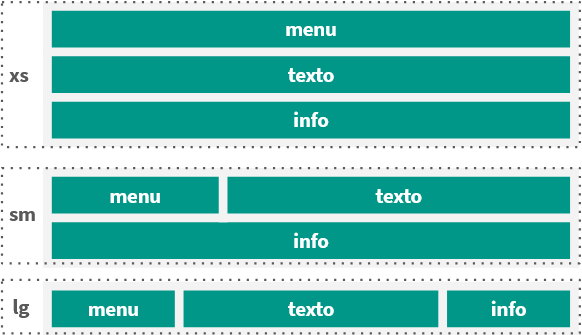 menu
xs texto
info
menu texto
sm
info
lg menu texto info